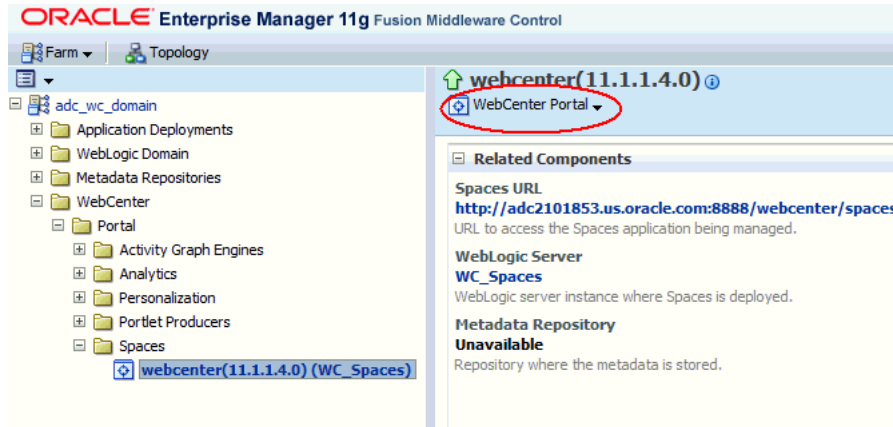 ORACLE Enterprise Manager 11g Fusion Middleware Control
Farm Topology
adc_wc_domain
Application Deployments
WebLogic Domain
Metadata Repositories
WebCenter
Portal
Activity Graph Engines
Analytics
Personalization
Portlet Producers
Spaces
webcenter(11.1.1.4.0) (WC_Spaces)
webcenter(11.1.1.4.0)
WebCenter Portal
Related Components
Spaces URL
http://adc2101853.us.oracle.com:8888/webcenter/spaces
URL to access the Spaces application being managed.
WebLogic Server
WC_Spaces
WebLogic server instance where Spaces is deployed.
Metadata Repository
Unavailable
Repository where the metadata is stored.